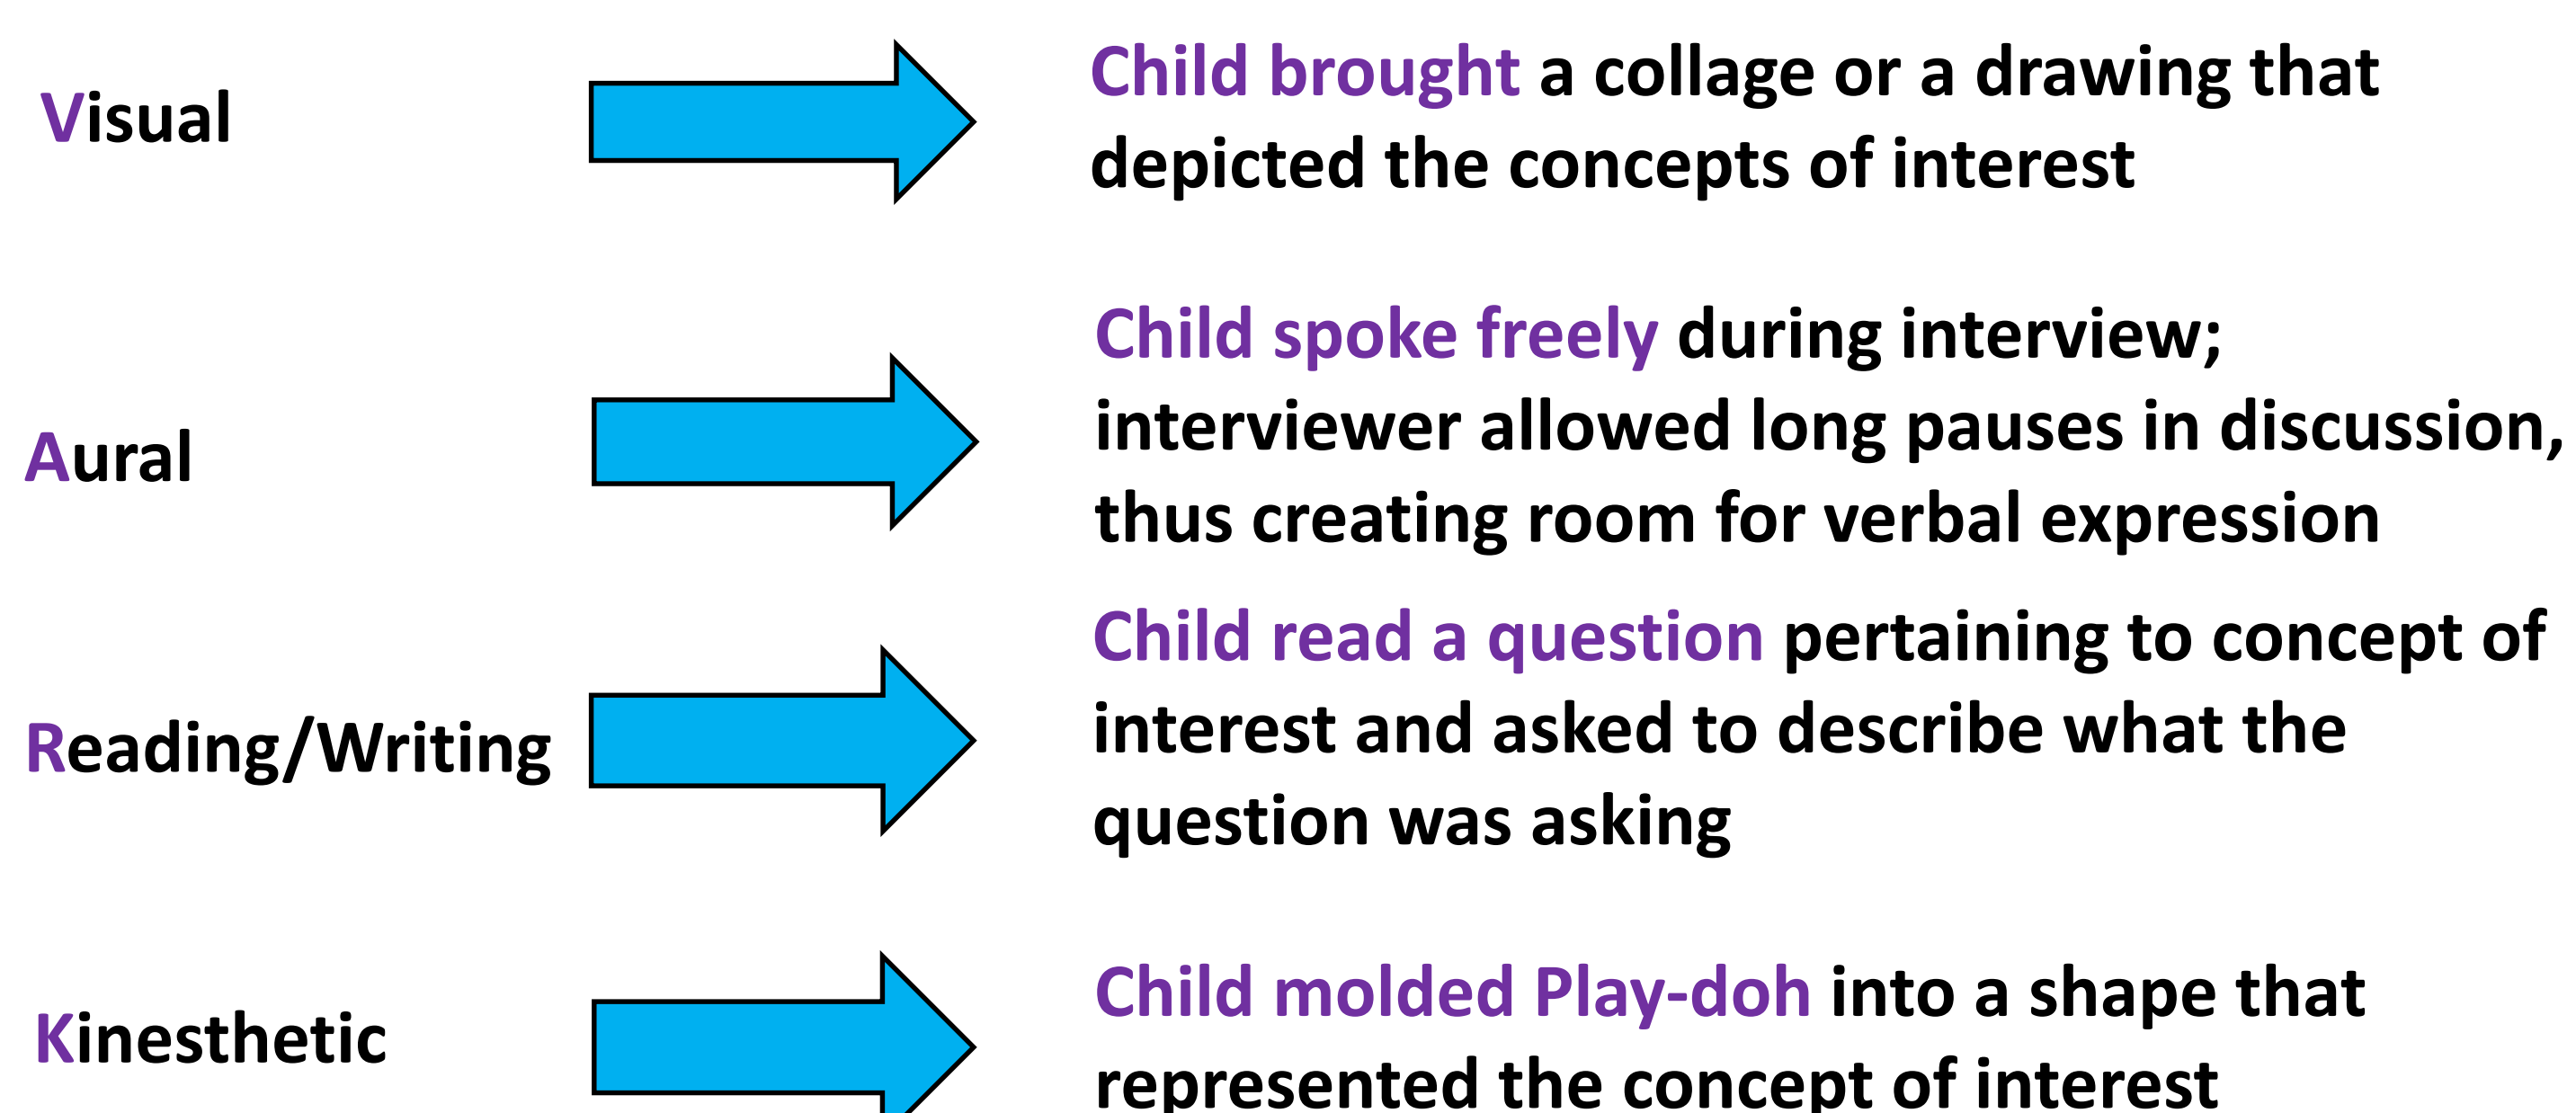 Visual
Child brought a collage or a drawing that
depicted the concepts of interest
Aural
Child spoke freely during interview;
interviewer allowed long pauses in discussion,
thus creating room for verbal expression
Reading/Writing
Child read a question pertaining to concept of
interest and asked to describe what the
question was asking
Kinesthetic
Child molded Play-doh into a shape that
represented the concept of interest